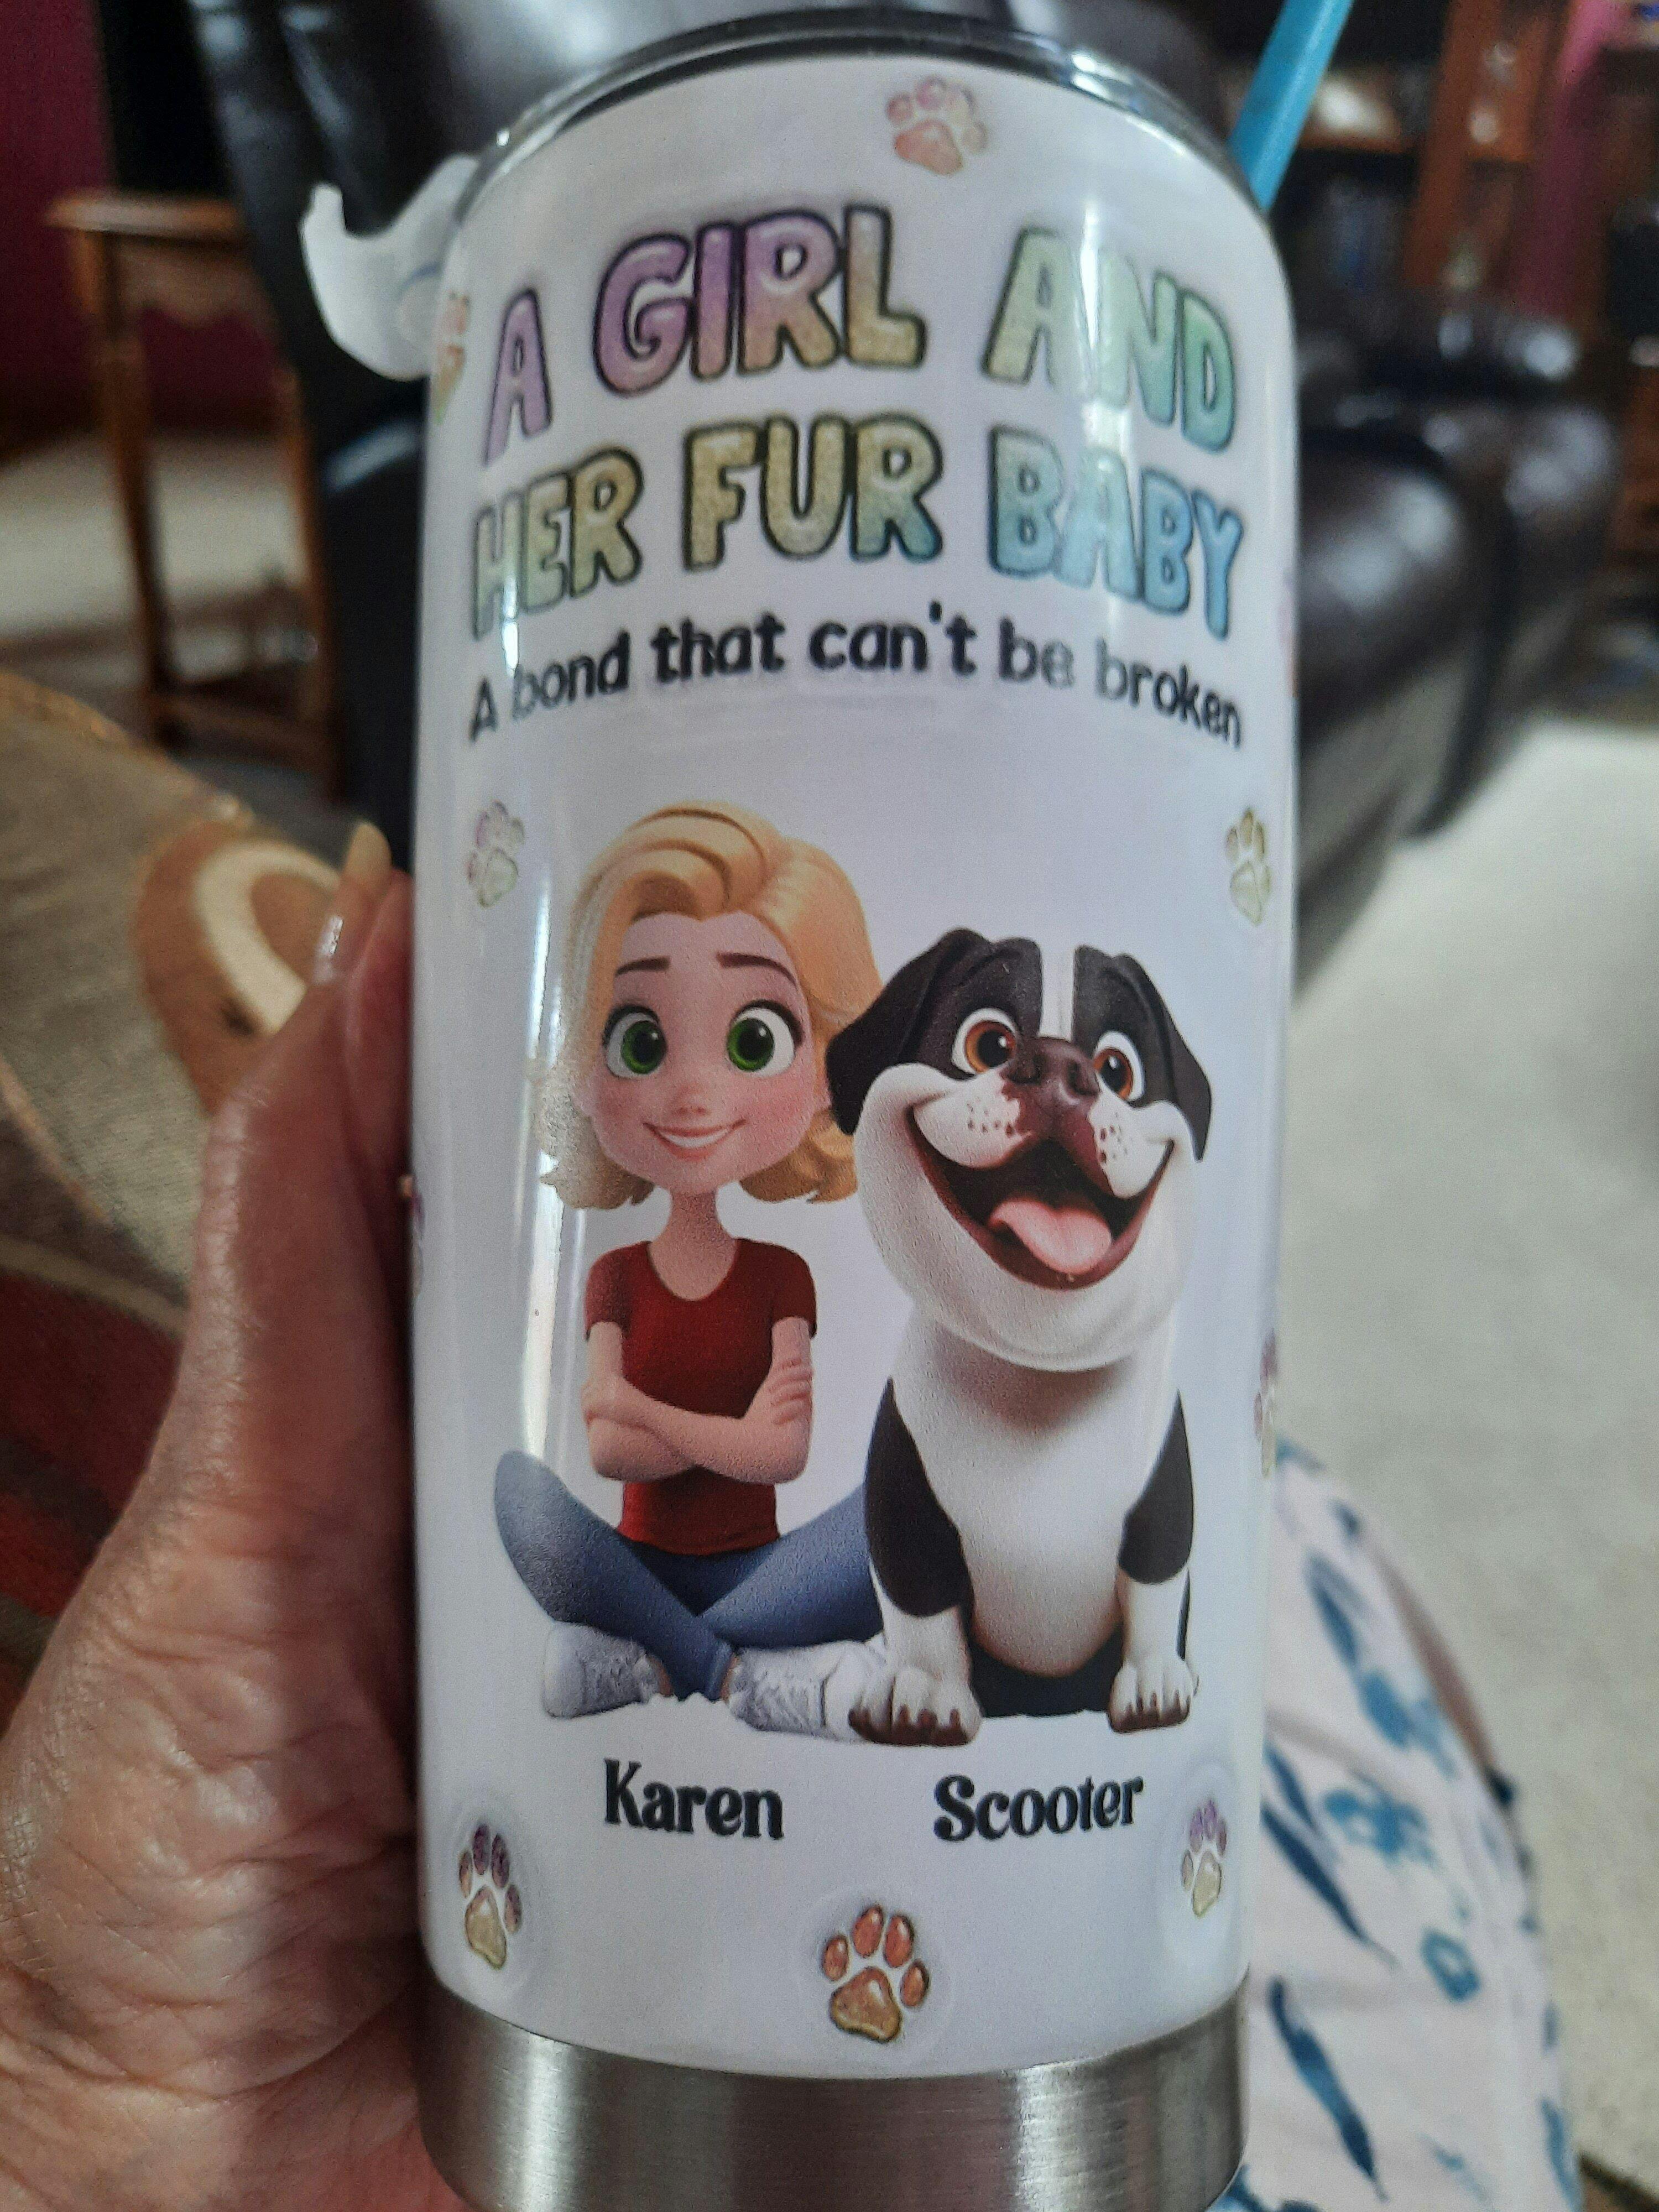 A GIRL AND
HER FUR BABY
A bond that can't be broken
Karen Scooter